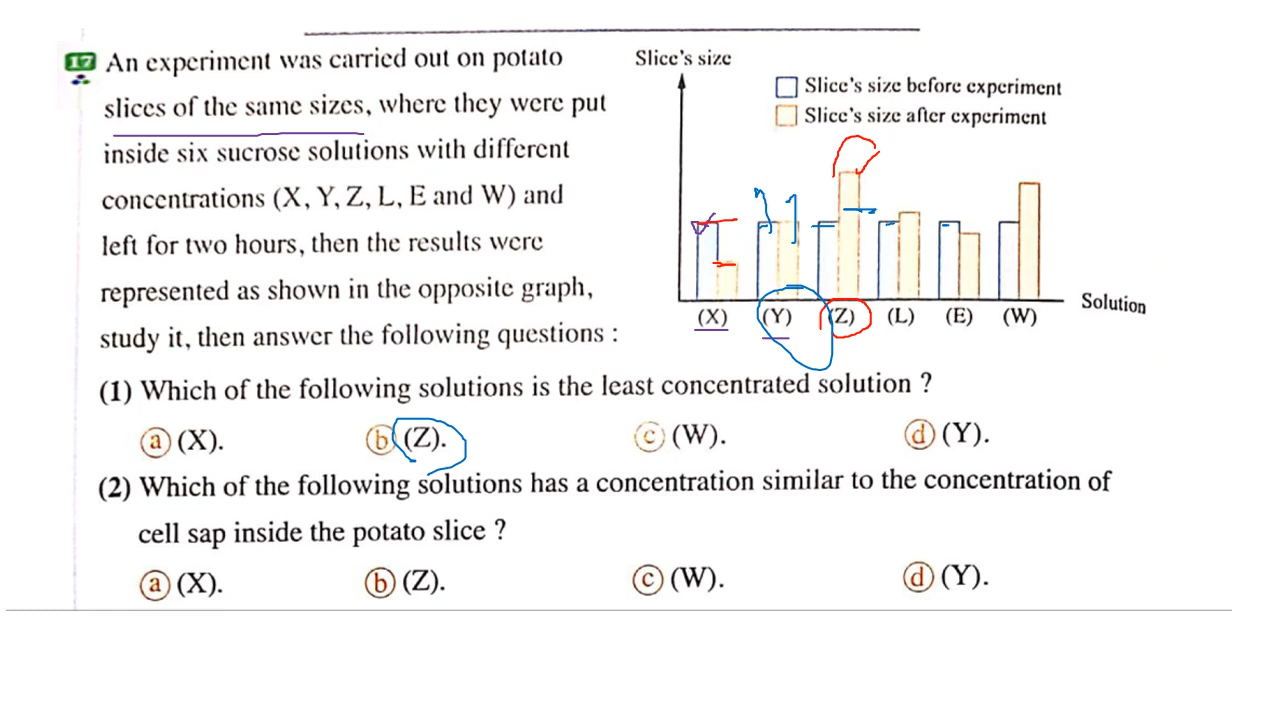 17 An experiment was carried out on potato
slices of the same sizes, where they were put
inside six sucrose solutions with different
concentrations (X, Y, Z, L, E and W) and
left for two hours, then the results were
represented as shown in the opposite graph,
study it, then answer the following questions :
Slice's size
Slice's size before experiment
Slice's size after experiment
(X) (Y) (Z) (L) (E) (W)
Solution
(1) Which of the following solutions is the least concentrated solution ?
a (X). b (Z). c (W). d (Y).
(2) Which of the following solutions has a concentration similar to the concentration of
cell sap inside the potato slice ?
a (X). b (Z). c (W). d (Y).